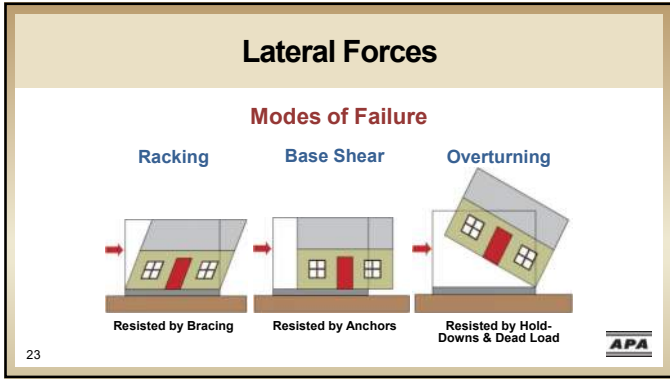 Lateral Forces
Modes of Failure
Racking
Base Shear
Overturning
Resisted by Bracing
Resisted by Anchors
Resisted by Hold-
Downs & Dead Load
23
APA